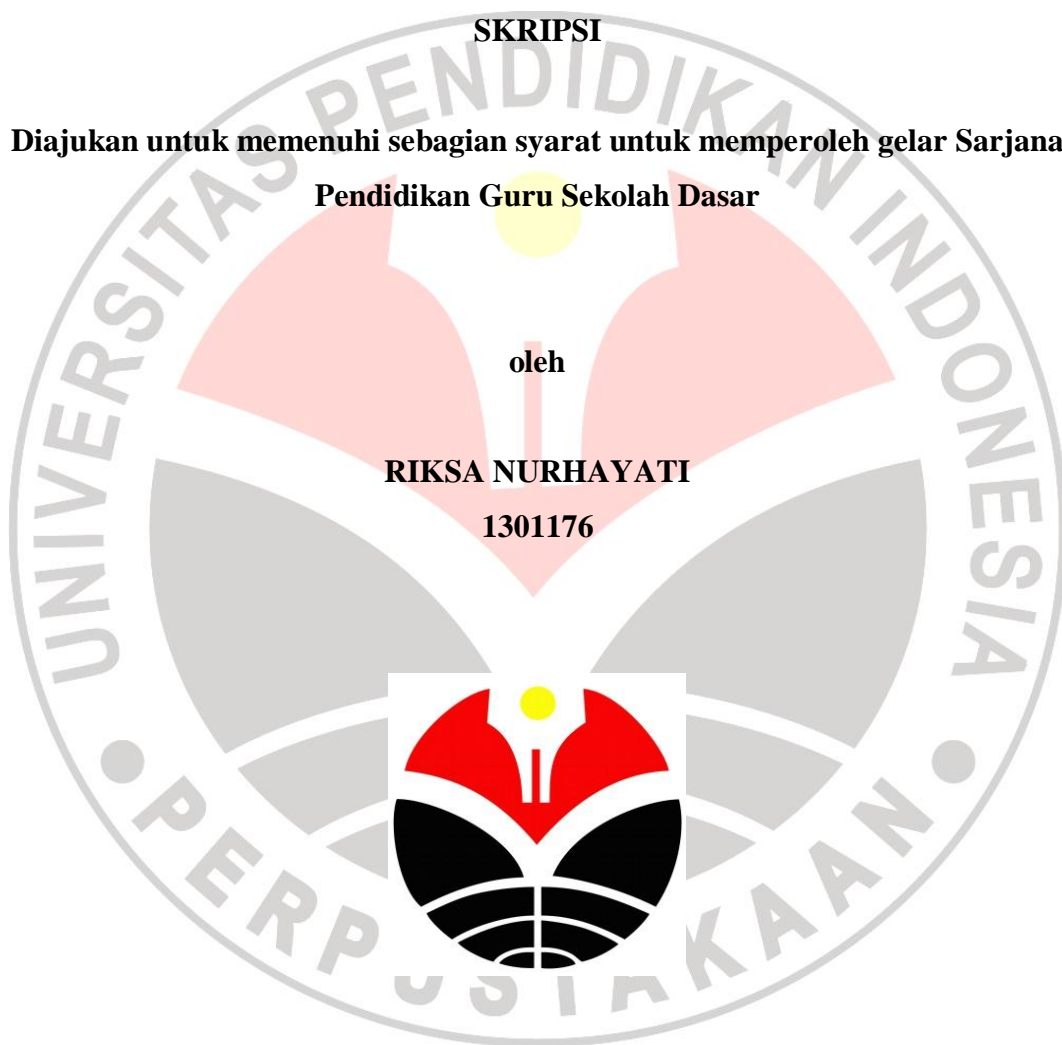 SKRIPSI
Diajukan untuk memenuhi sebagian syarat untuk memperoleh gelar Sarjana
Pendidikan Guru Sekolah Dasar
oleh
RIKSA NURHAYATI
1301176
UNIVERSITAS PENDIDIKAN INDONESIA
PERPUSTAKAAN